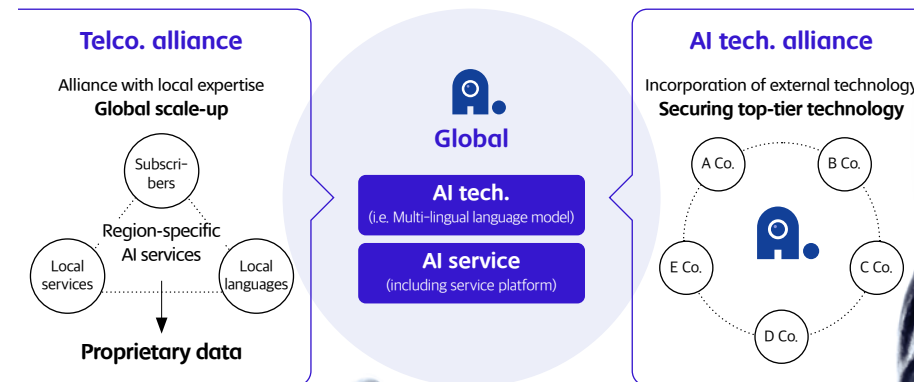 Telco. alliance
Alliance with local expertise
Global scale-up
Subscri-
bers
Region-specific
AI services
Local
services
Local
languages
Proprietary data
Global
AI tech.
(i.e. Multi-lingual language model)
AI service
(including service platform)
AI tech. alliance
Incorporation of external technology
Securing top-tier technology
A Co.
B Co.
E Co.
C Co.
D Co.